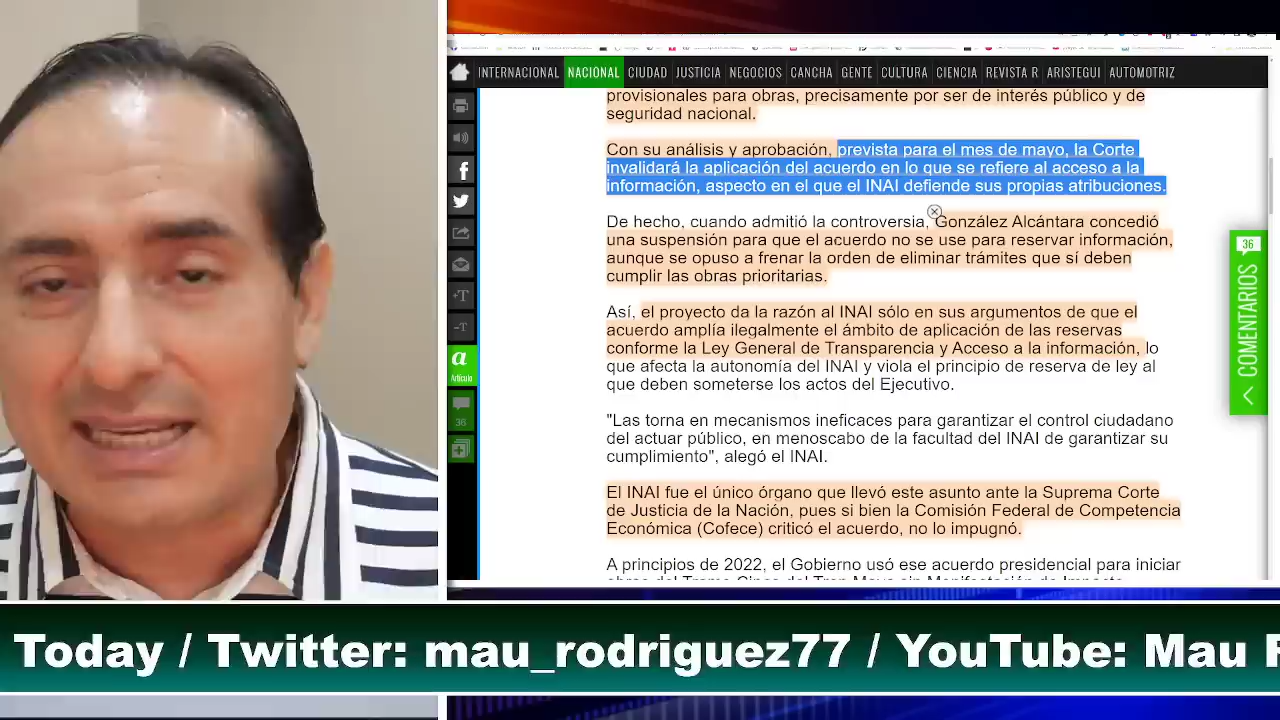 INTERNACIONAL NACIONAL CIUDAD JUSTICIA NEGOCIOS CANCHA GENTE CULTURA CIENCIA REVISTA R ARISTEGUI AUTOMOTRIZ
provisionales para obras, precisamente por ser de interés público y de
seguridad nacional.
Con su análisis y aprobación, prevista para el mes de mayo, la Corte
invalidará la aplicación del acuerdo en lo que se refiere al acceso a la
información, aspecto en el que el INAI defiende sus propias atribuciones.
De hecho, cuando admitió la controversia, González Alcántara concedió
una suspensión para que el acuerdo no se use para reservar información,
aunque se opuso a frenar la orden de eliminar trámites que sí deben
cumplir las obras prioritarias.
Así, el proyecto da la razón al INAI sólo en sus argumentos de que el
acuerdo amplía legalmente el ámbito de aplicación de las reservas
conforme la Ley General de Transparencia y Acceso a la información, lo
que afecta la autonomía del INAI y viola el principio de reserva de ley al
que deben someterse los actos del Ejecutivo.
"Las torna en mecanismos ineficaces para garantizar el control ciudadano
del actuar público, en menoscabo de la facultad del INAI de garantizar su
cumplimiento", alegó el INAI.
El INAI fue el único órgano que llevó este asunto ante la Suprema Corte
de Justicia de la Nación, pues si bien la Comisión Federal de Competencia
Económica (Cofece) criticó el acuerdo, no lo impugnó.
A principios de 2022, el Gobierno usó ese acuerdo presidencial para iniciar
+T
-T
a
Artículo
36
36
COMENTARIOS
Today / Twitter: mau_rodriguez77 / YouTube: Mau